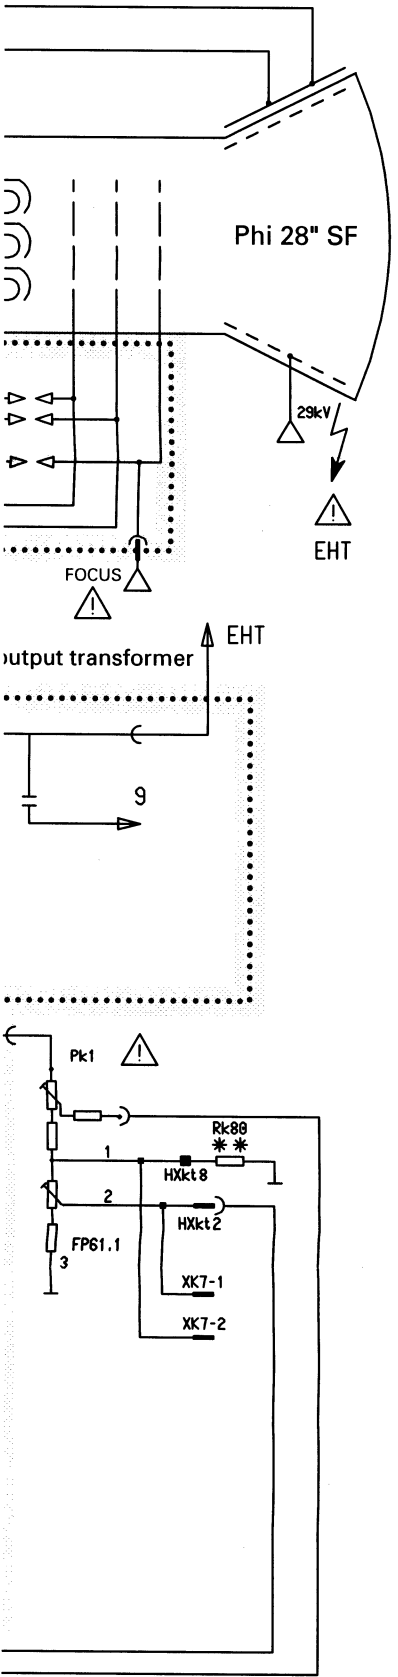 Phi 28" SF
29kV
!
EHT
FOCUS
!
EHT
output transformer
9
Pk1
!
Rk80
* *
1
HXkt8
2
HXkt2
FP61.1
3
XK7-1
XK7-2